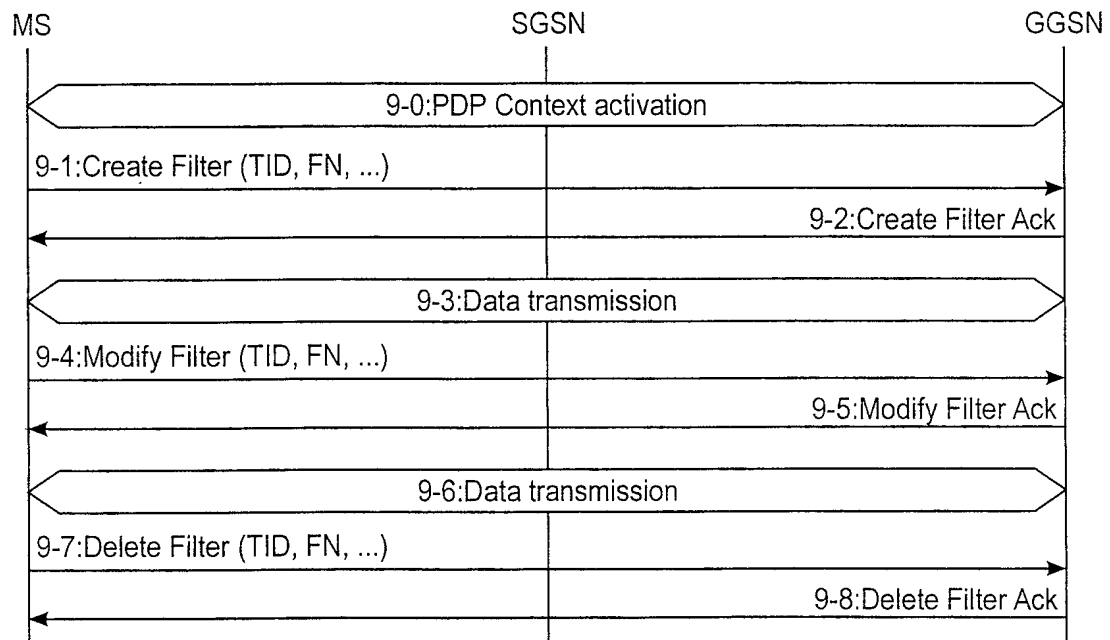 MS SGSN GGSN
9-0:PDP Context activation
9-1:Create Filter (TID, FN, ...)
9-2:Create Filter Ack
9-3:Data transmission
9-4:Modify Filter (TID, FN, ...)
9-5:Modify Filter Ack
9-6:Data transmission
9-7:Delete Filter (TID, FN, ...)
9-8:Delete Filter Ack